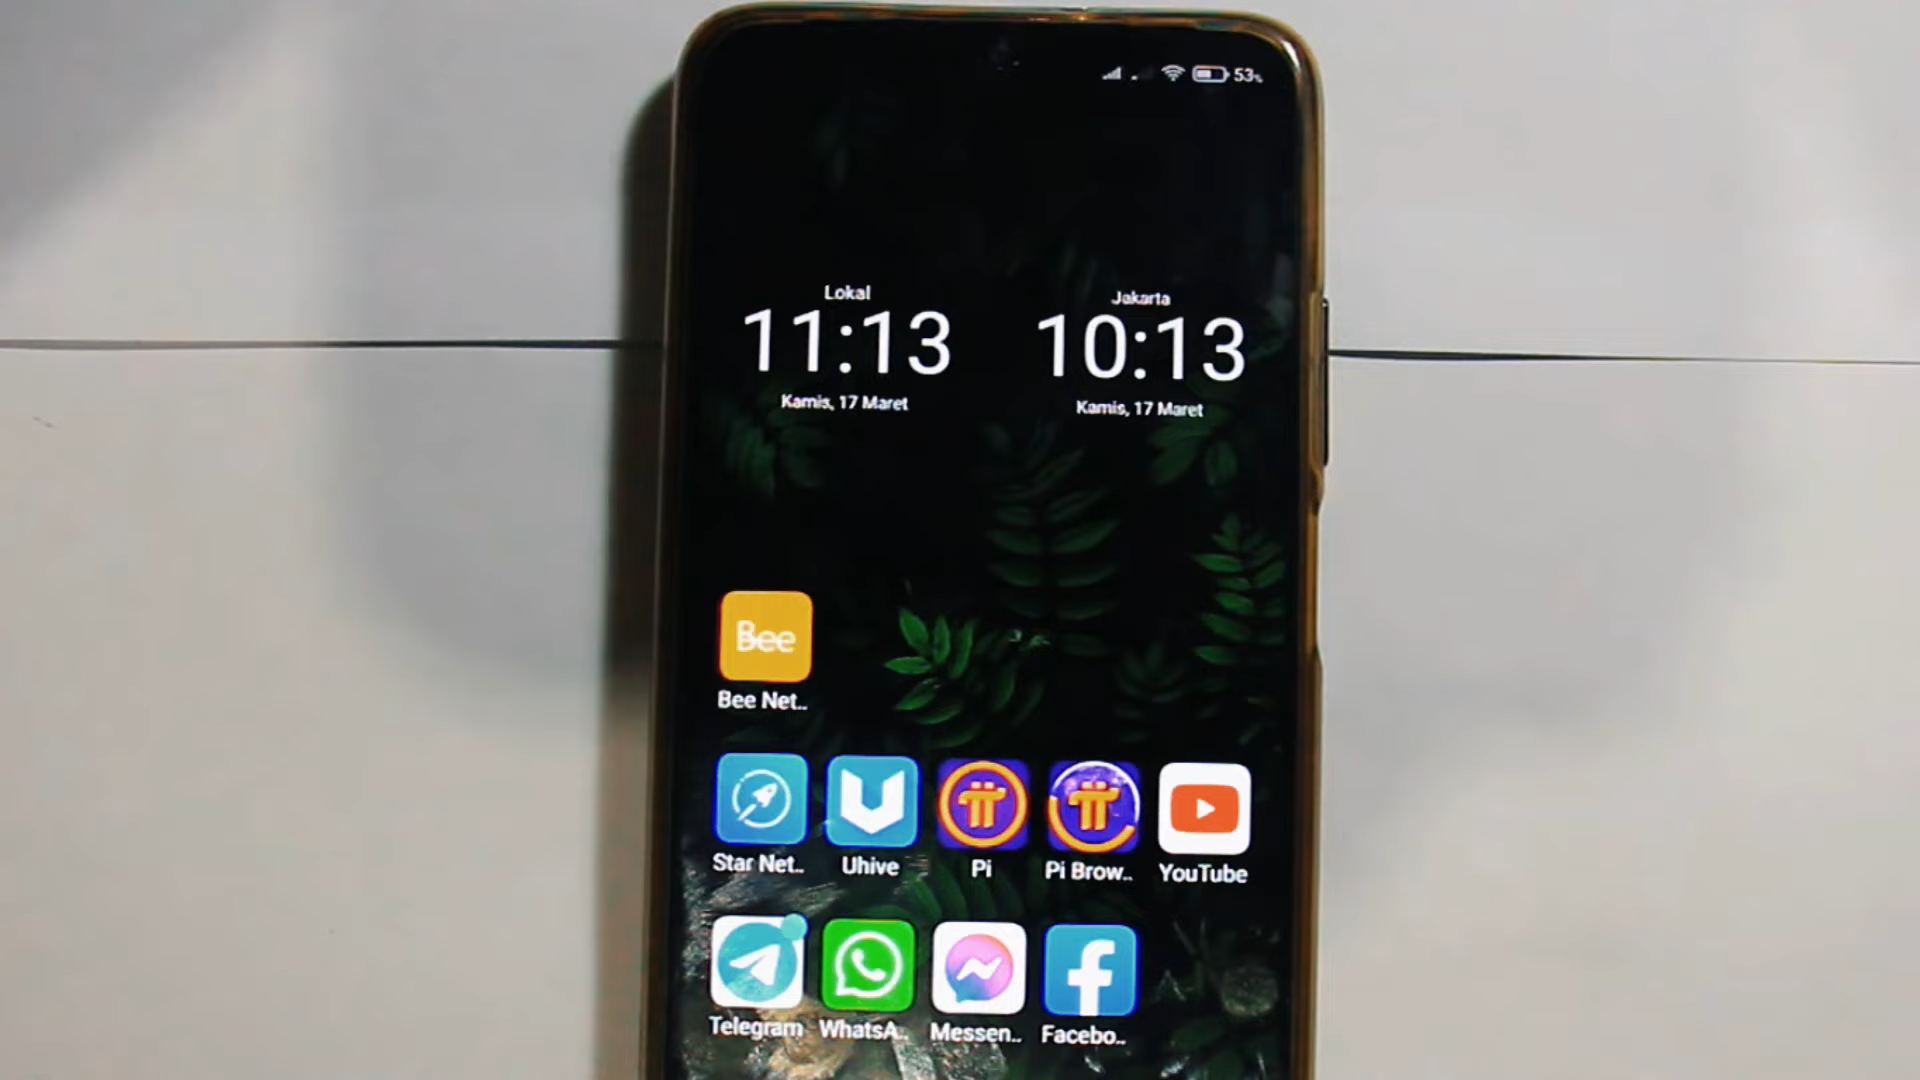 53%
Lokal
11:13
Kamis, 17 Maret
Jakarta
10:13
Kamis, 17 Maret
Bee
Bee Net..
Star Net..
Uhive
Pi
Pi Brow..
YouTube
Telegram
WhatsA..
Messen..
Facebo..